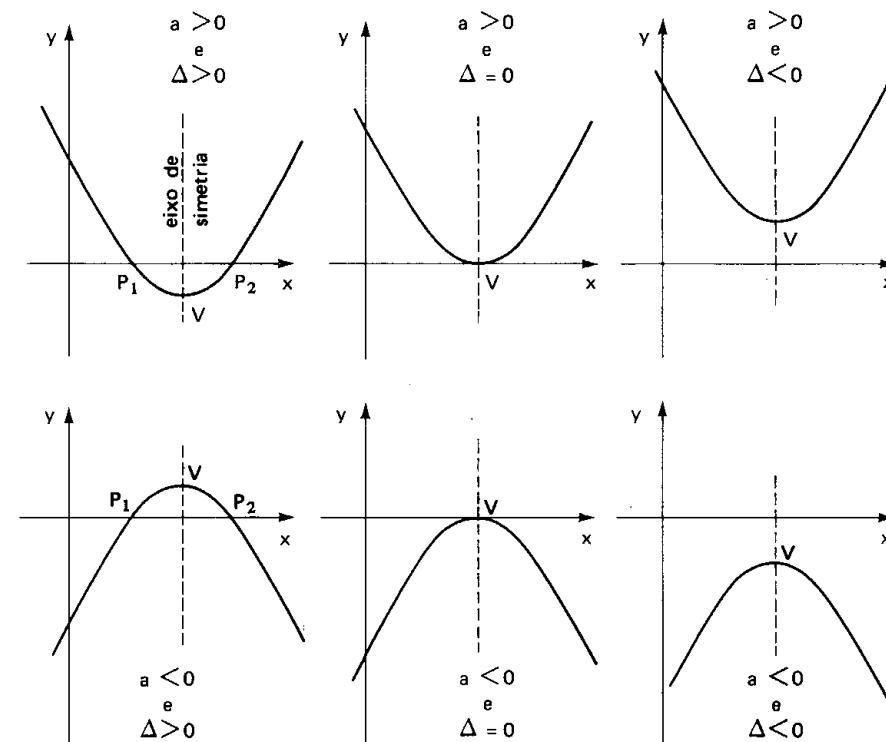 a >0
e
Δ>0
y
eixo de
simetria
P₁
P₂
x
V
a >0
e
Δ = 0
y
x
V
a >0
e
Δ<0
y
V
x
y
V
P₁
P₂
x
a <0
e
Δ>0
y
V
x
a <0
e
Δ = 0
y
x
V
a <0
e
Δ<0